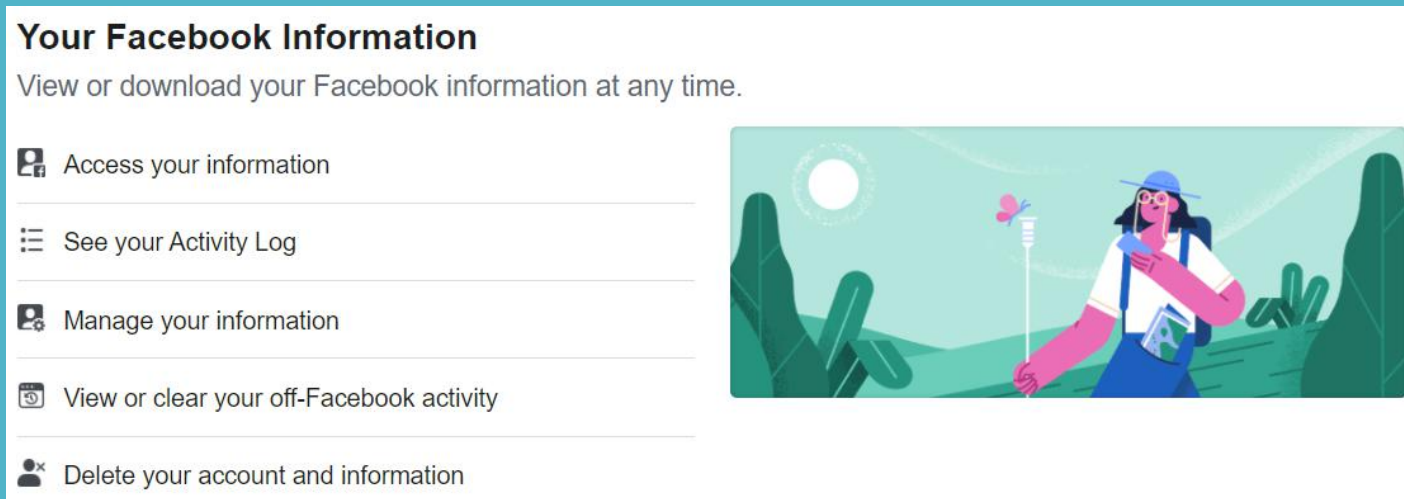 Your Facebook Information
View or download your Facebook information at any time.
Access your information
See your Activity Log
Manage your information
View or clear your off-Facebook activity
Delete your account and information